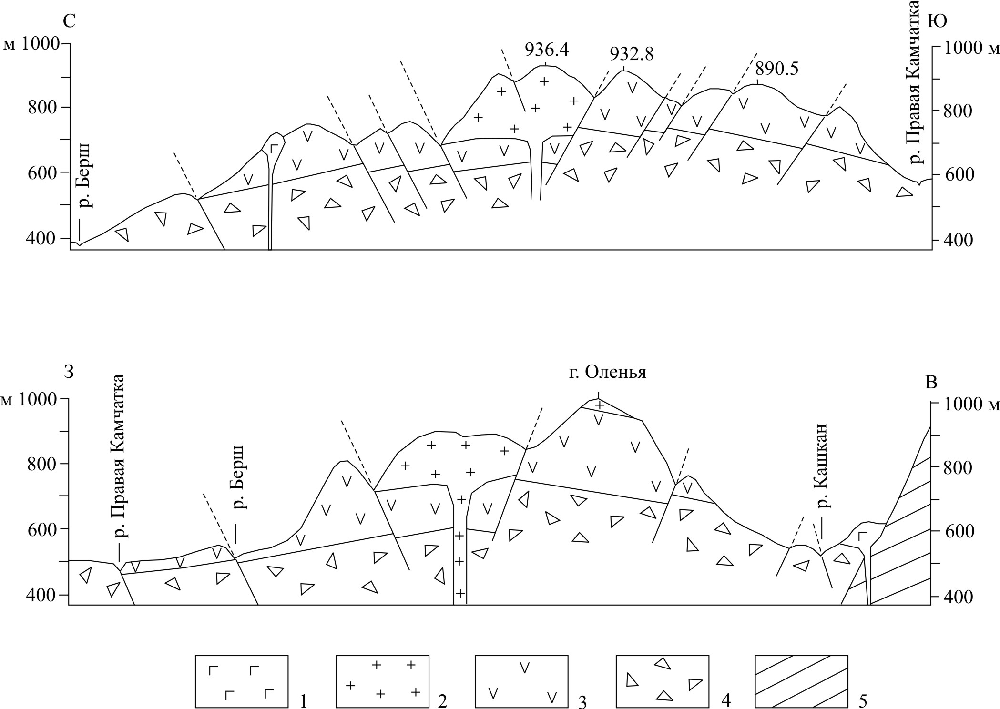 С
Ю
м 1000
800
600
400
р. Берш
936.4
932.8
890.5
р. Правая Камчатка
1000 м
800
600
400
З
В
г. Оленья
м 1000
800
600
400
р. Правая Камчатка
р. Берш
р. Кашкан
1000 м
800
600
400
1
2
3
4
5